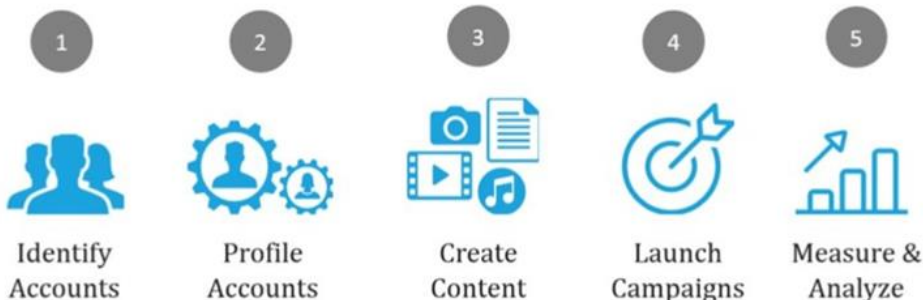 1
2
3
4
5
Identify
Accounts
Profile
Accounts
Create
Content
Launch
Campaigns
Measure &
Analyze